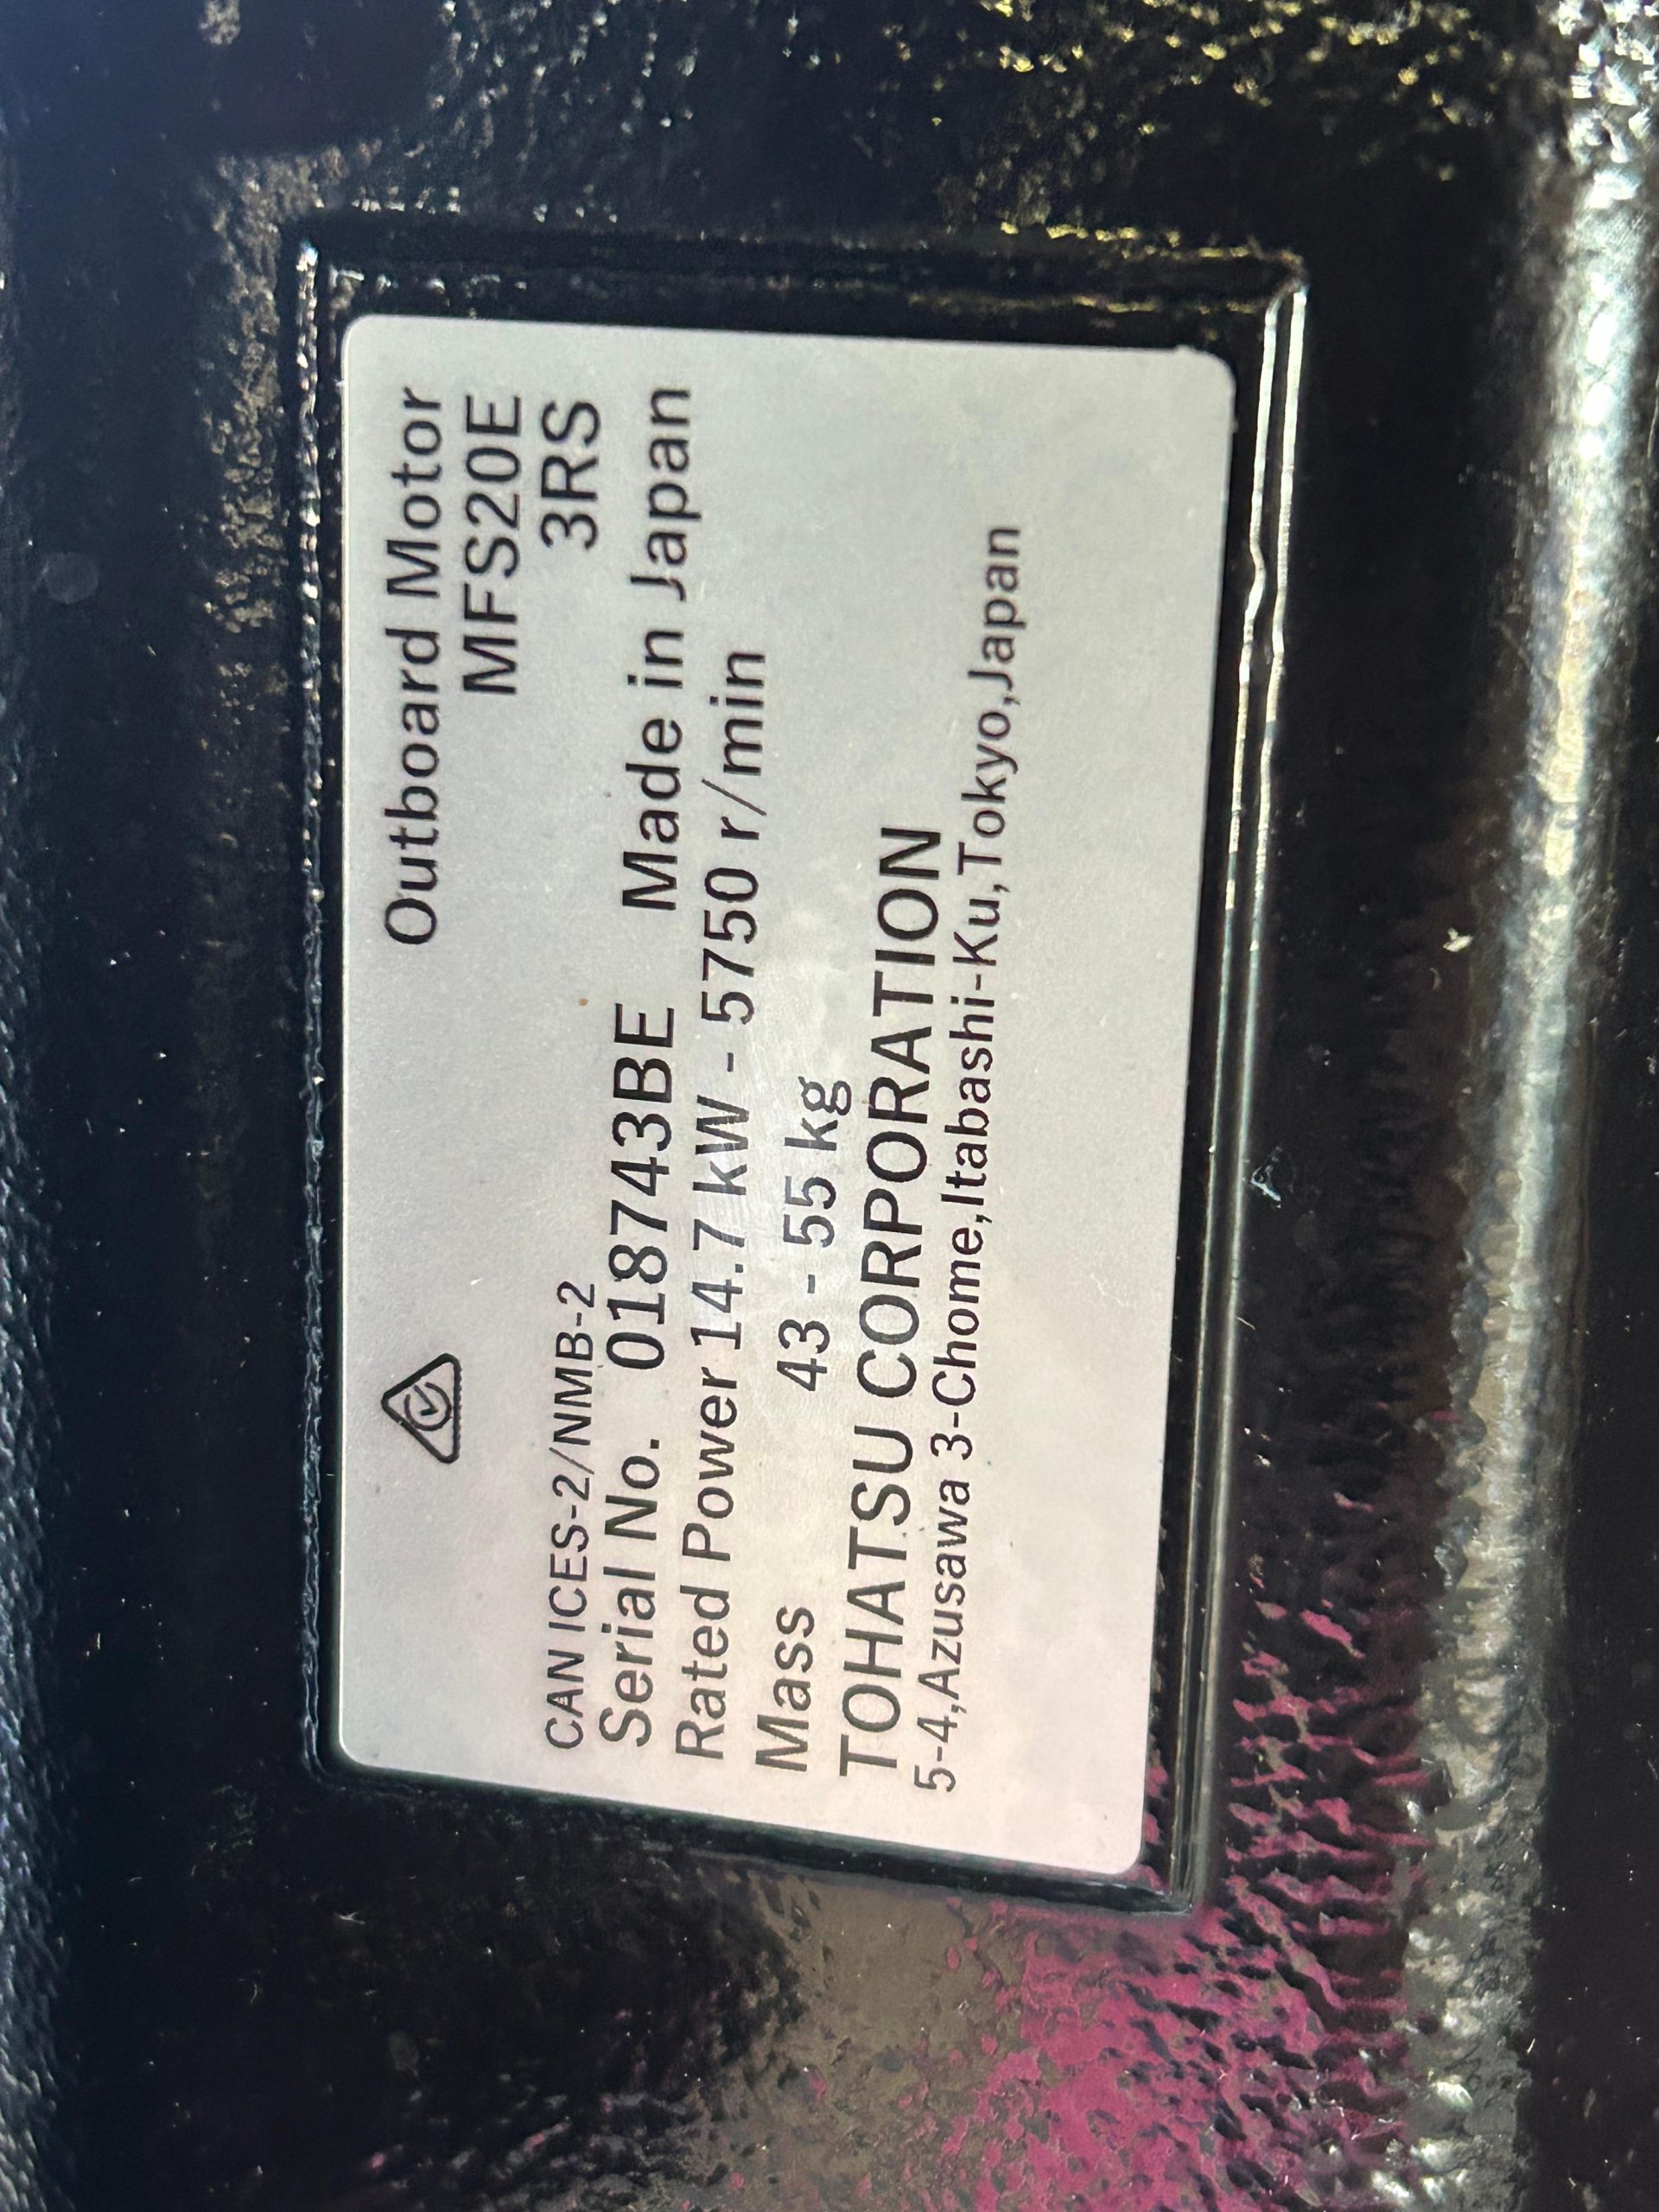 Outboard Motor
MFS20E
3RS
CAN ICES-2/NMB-2
Serial No. 018743BE Made in Japan
Rated Power 14.7 kW - 5750 r/min
Mass 43 - 55 kg
TOHATSU CORPORATION
5-4,Azusawa 3-Chome,Itabashi-Ku,Tokyo,Japan